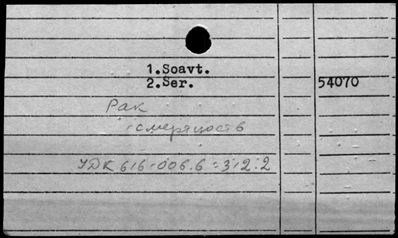 1.Soavt.
2.Ser. 54070
Рак
смертность
УДК 616-006.6:312.2